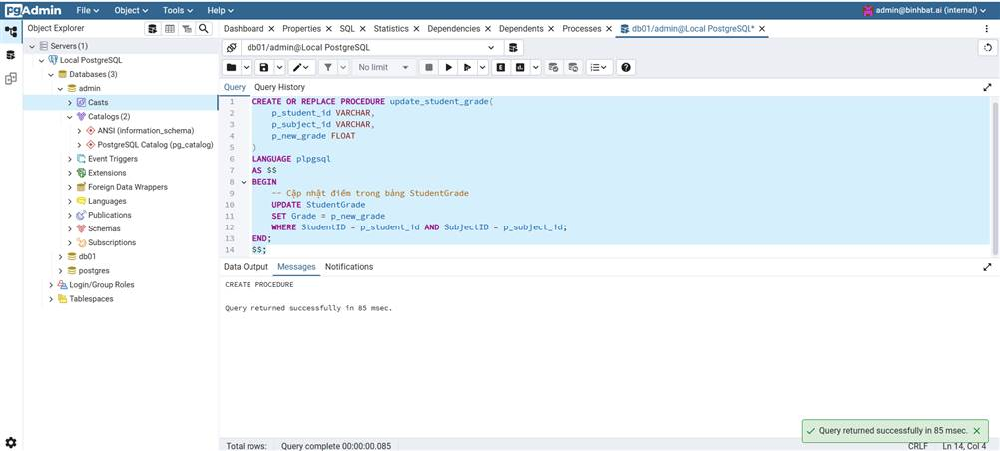 pgAdmin File Object Tools Help admin@binhbat.ai (internal)
Object Explorer
Dashboard Properties SQL Statistics Dependencies Dependents Processes db01/admin@Local PostgreSQL*
Servers (1)
Local PostgreSQL
Databases (3)
admin
Casts
Catalogs (2)
ANSI (information_schema)
PostgreSQL Catalog (pg_catalog)
Event Triggers
Extensions
Foreign Data Wrappers
Languages
Publications
Schemas
Subscriptions
db01
postgres
Login/Group Roles
Tablespaces
db01/admin@Local PostgreSQL
No limit
Query Query History
1 CREATE OR REPLACE PROCEDURE update_student_grade(
2 p_student_id VARCHAR,
3 p_subject_id VARCHAR,
4 p_new_grade FLOAT
5 )
6 LANGUAGE plpgsql
7 AS $$
8 BEGIN
9 -- Cập nhật điểm trong bảng StudentGrade
10 UPDATE StudentGrade
11 SET Grade = p_new_grade
12 WHERE StudentID = p_student_id AND SubjectID = p_subject_id;
13 END;
14 $$;
Data Output Messages Notifications
CREATE PROCEDURE
Query returned successfully in 85 msec.
Query returned successfully in 85 msec.
Total rows: Query complete 00:00:00.085 CRLF Ln 14, Col 4